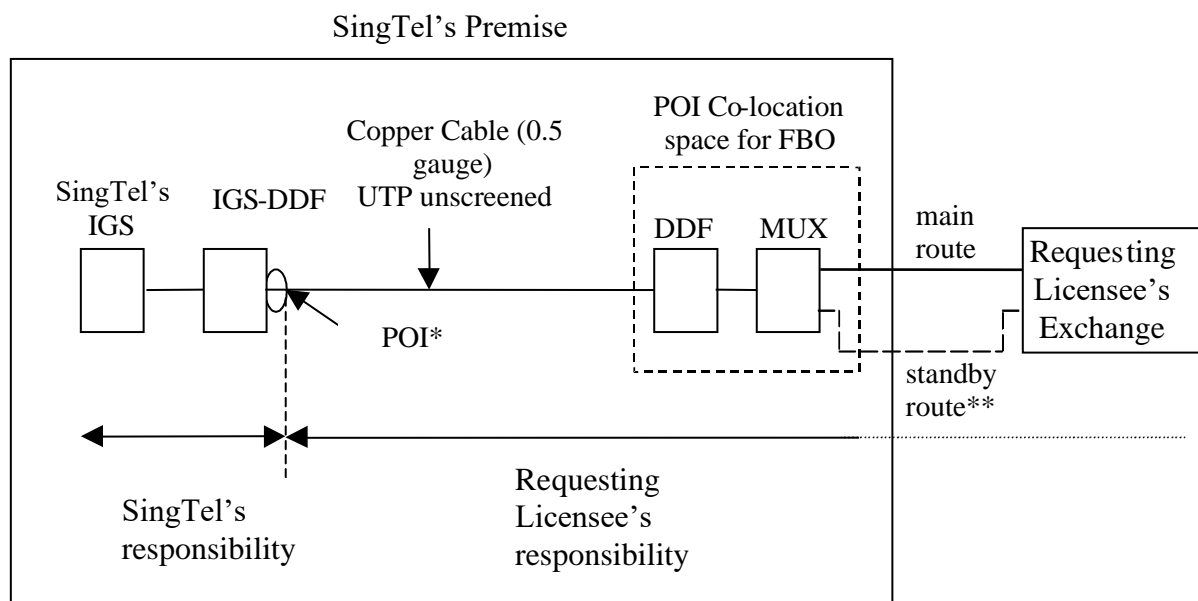 SingTel’s Premise
POI Co-location
space for FBO
Copper Cable (0.5
gauge)
UTP unscreened
SingTel’s
IGS
IGS-DDF
DDF
MUX
main
route
Requesting
Licensee’s
Exchange
POI*
standby
route**
SingTel’s
responsibility
Requesting
Licensee’s
responsibility